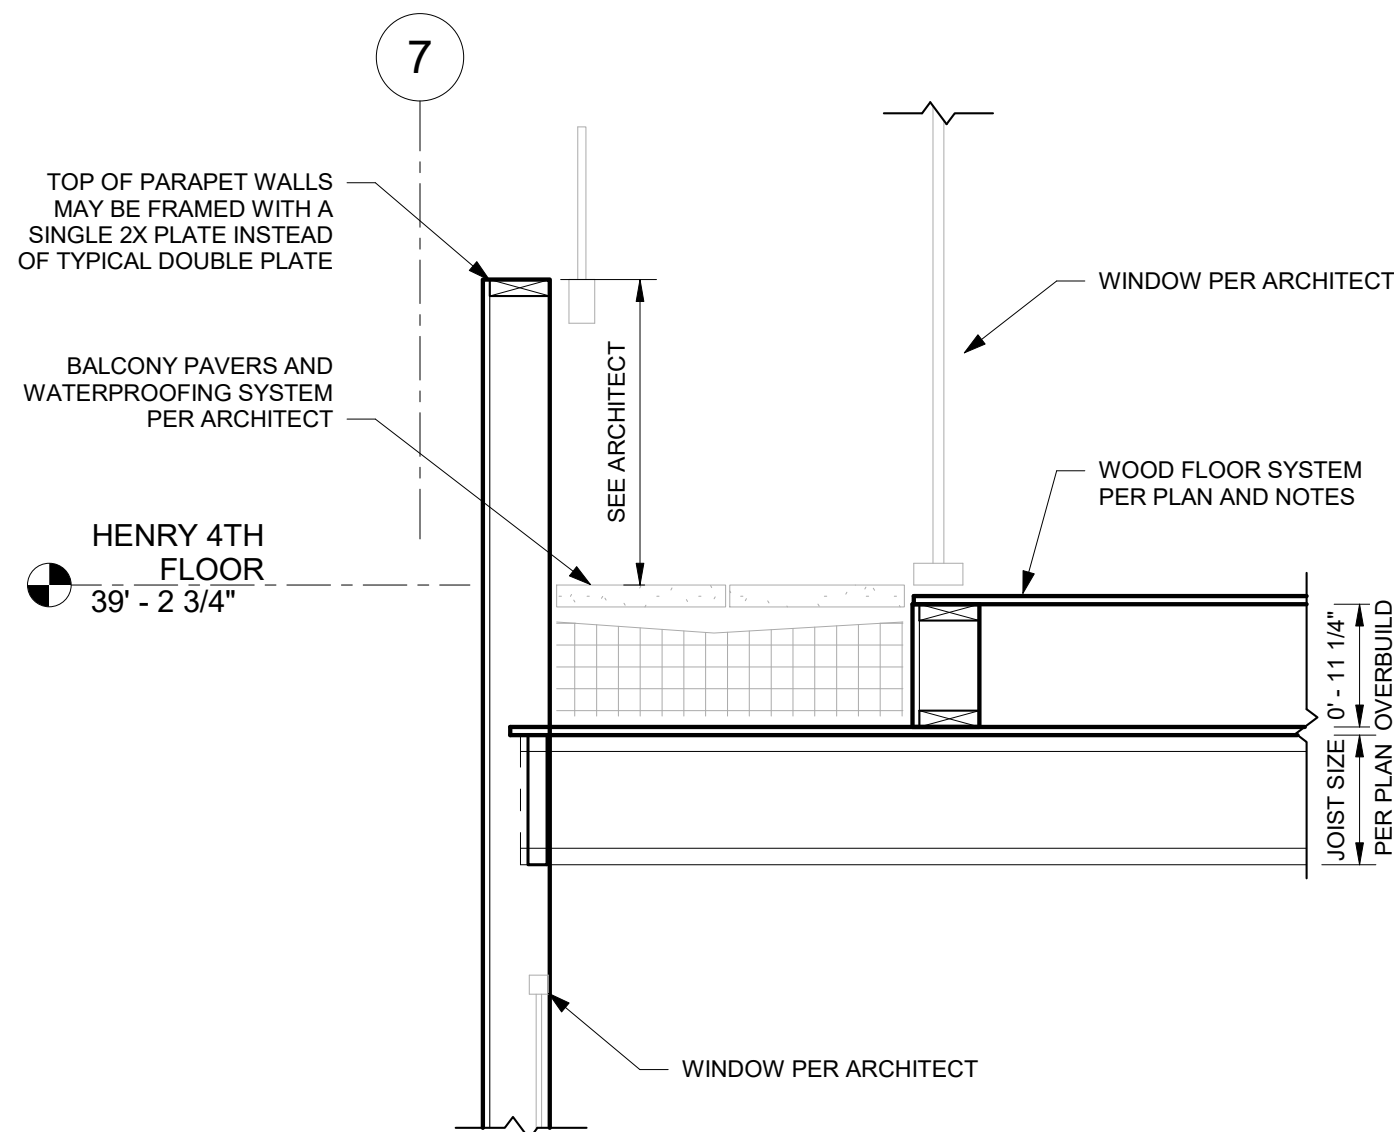 7
TOP OF PARAPET WALLS
MAY BE FRAMED WITH A
SINGLE 2X PLATE INSTEAD
OF TYPICAL DOUBLE PLATE
WINDOW PER ARCHITECT
BALCONY PAVERS AND
WATERPROOFING SYSTEM
PER ARCHITECT
SEE ARCHITECT
WOOD FLOOR SYSTEM
PER PLAN AND NOTES
HENRY 4TH
FLOOR
39' - 2 3/4"
0' - 11 1/4"
OVERBUILD
JOIST SIZE
PER PLAN
WINDOW PER ARCHITECT